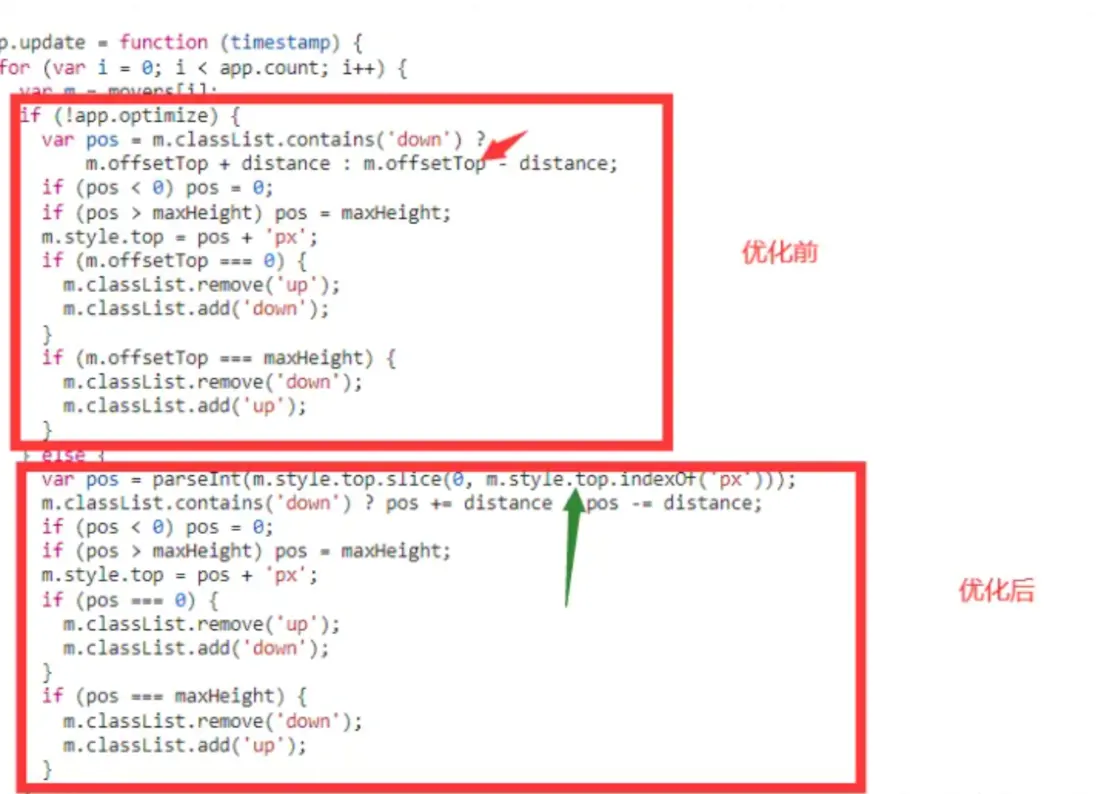 p.update = function (timestamp) {
for (var i = 0; i < app.count; i++) {
var m = movers[i];
if (!app.optimize) {
var pos = m.classList.contains('down') ?
m.offsetTop + distance : m.offsetTop - distance;
if (pos < 0) pos = 0;
if (pos > maxHeight) pos = maxHeight;
m.style.top = pos + 'px';
if (m.offsetTop === 0) {
m.classList.remove('up');
m.classList.add('down');
}
if (m.offsetTop === maxHeight) {
m.classList.remove('down');
m.classList.add('up');
}
优化前
} else {
var pos = parseInt(m.style.top.slice(0, m.style.top.indexOf('px')));
m.classList.contains('down') ? pos += distance pos -= distance;
if (pos < 0) pos = 0;
if (pos > maxHeight) pos = maxHeight;
m.style.top = pos + 'px';
if (pos === 0) {
m.classList.remove('up');
m.classList.add('down');
}
if (pos === maxHeight) {
m.classList.remove('down');
m.classList.add('up');
}
优化后